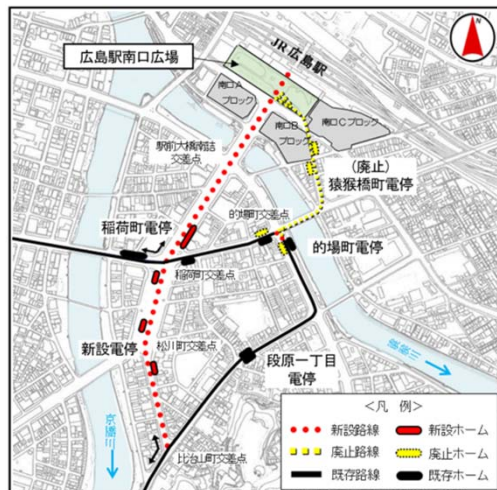 N
JR 広島駅
広島駅南口広場
南口A
ブロック
南口B
ブロック
南口Cブロック
駅前大橋南詰
交差点
(廃止)
猿猴橋町電停
稲荷町電停
的場町交差点
的場町電停
稲荷町交差点
新設電停
松川町交差点
段原一丁目
電停
猿猴川
京橋川
比治山町交差点
<凡 例>
新設路線
新設ホーム
廃止路線
廃止ホーム
既存路線
既存ホーム